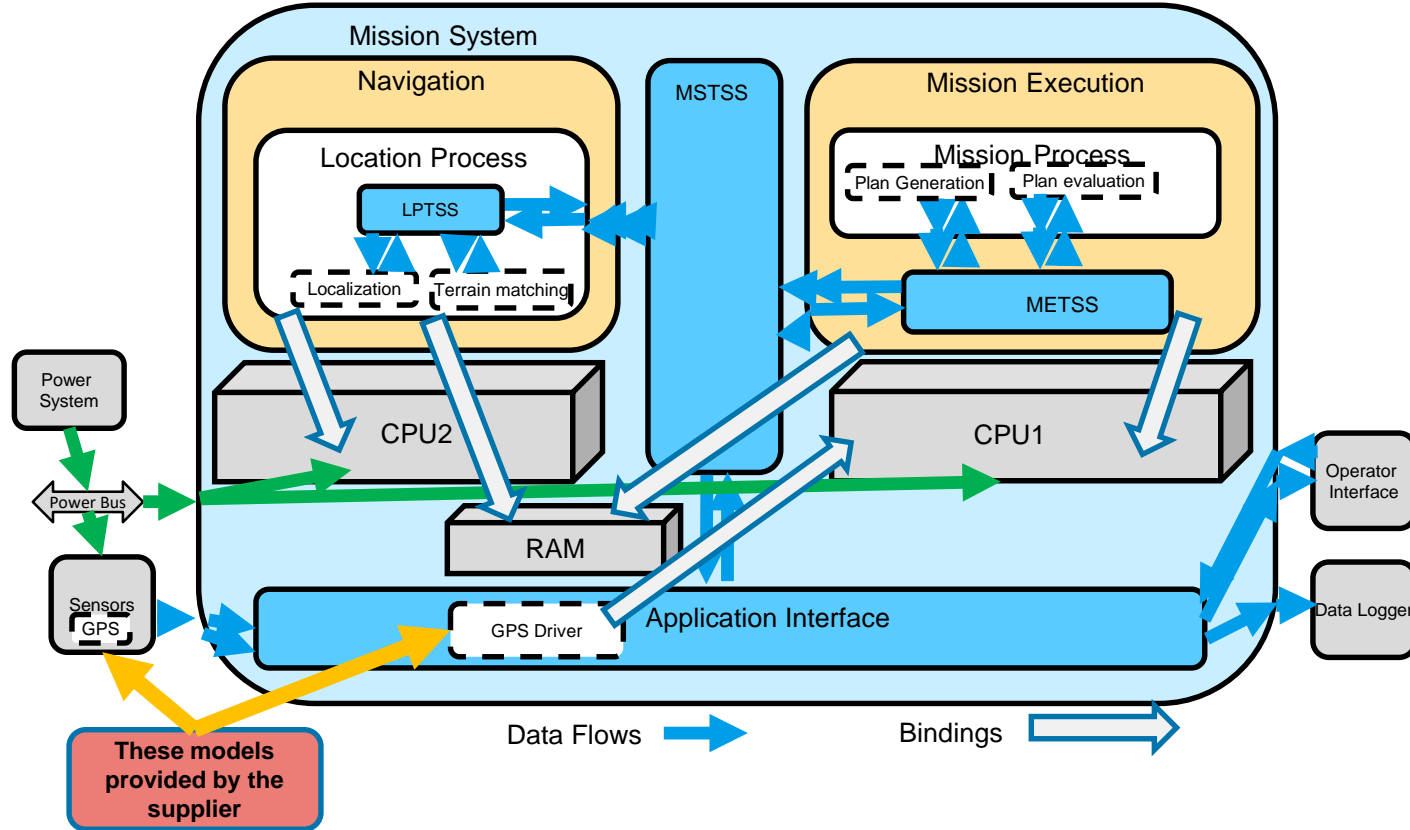 Mission System
Navigation
MSTSS
Mission Execution
Location Process
Mission Process
Plan Generation
Plan evaluation
LPTSS
Localization
Terrain matching
METSS
Power
System
CPU2
CPU1
Power Bus
Operator
Interface
RAM
Sensors
GPS
GPS Driver
Application Interface
Data Logger
Data Flows
Bindings
These models
provided by the
supplier